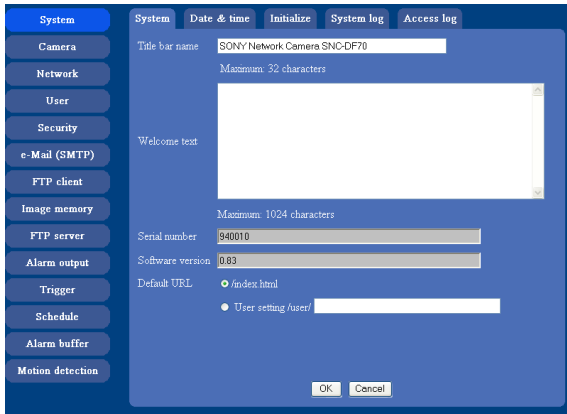 System
Camera
Network
User
Security
e-Mail (SMTP)
FTP client
Image memory
FTP server
Alarm output
Trigger
Schedule
Alarm buffer
Motion detection
System Date & time Initialize System log Access log
Title bar name SONY Network Camera SNC-DF70
Maximum: 32 characters
Welcome text
Maximum: 1024 characters
Serial number 940010
Software version 0.83
Default URL /index.html
User setting /user/
OK Cancel